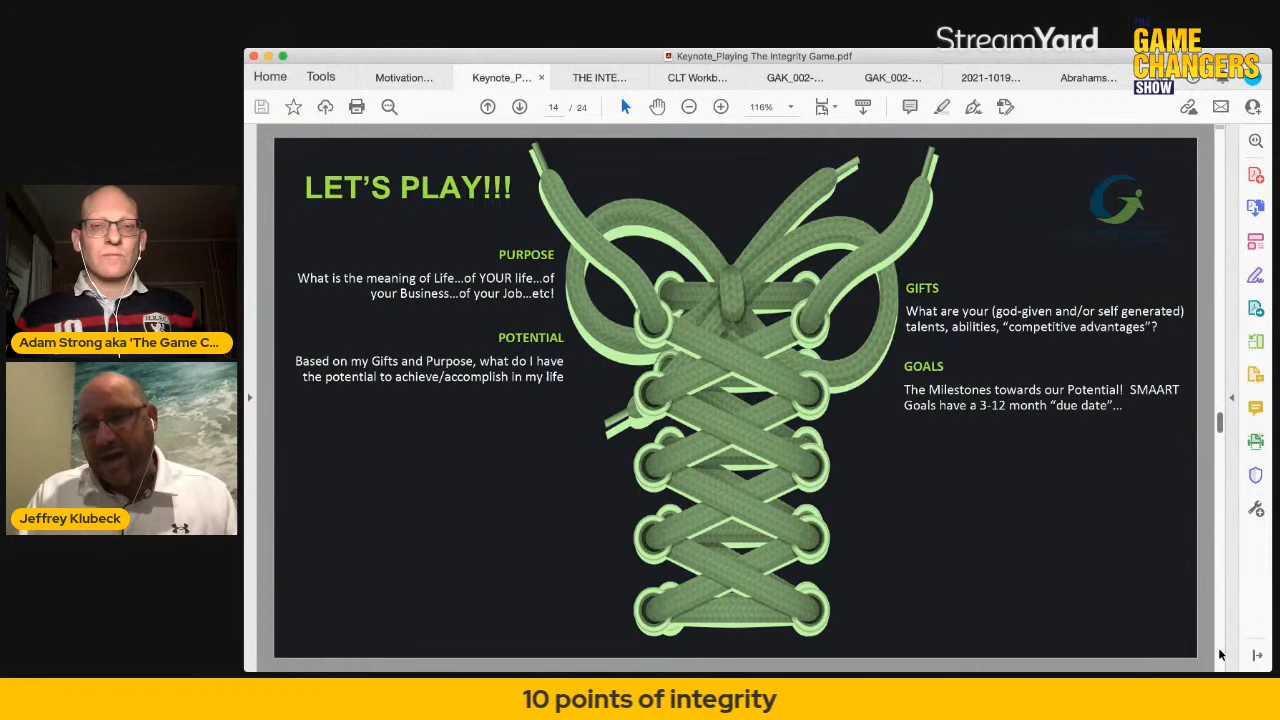 StreamYard
THE
GAME
CHANGERS
SHOW
Keynote_Playing The Integrity Game.pdf
Home
Tools
Motivation...
Keynote_P...
×
THE INTE...
CLT Workb...
GAK_002-...
GAK_002-...
2021-1019...
Abrahams...
14 / 24
116%
LET’S PLAY!!!
PURPOSE
What is the meaning of Life...of YOUR life...of
your Business...of your Job...etc!
POTENTIAL
Based on my Gifts and Purpose, what do I have
the potential to achieve/accomplish in my life
GIFTS
What are your (god-given and/or self generated)
talents, abilities, “competitive advantages”?
GOALS
The Milestones towards our Potential! SMAART
Goals have a 3-12 month “due date”...
Adam Strong aka 'The Game C...
Jeffrey Klubeck
10 points of integrity